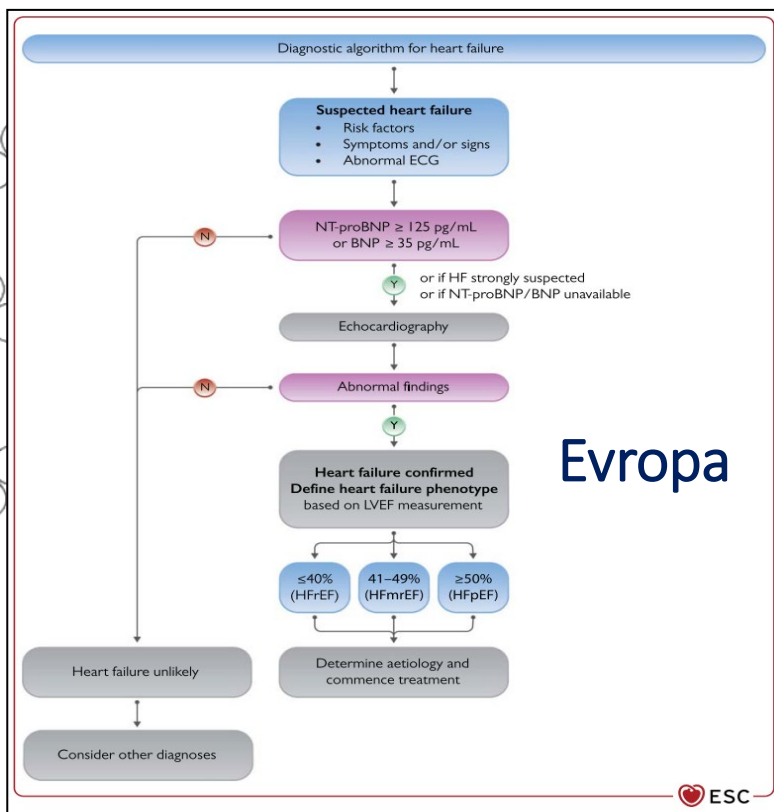 Diagnostic algorithm for heart failure
Suspected heart failure
• Risk factors
• Symptoms and/or signs
• Abnormal ECG
NT-proBNP ≥ 125 pg/mL
or BNP ≥ 35 pg/mL
N
Y
or if HF strongly suspected
or if NT-proBNP/BNP unavailable
Echocardiography
Abnormal findings
N
Y
Heart failure confirmed
Define heart failure phenotype
based on LVEF measurement
Evropa
≤40%
(HFrEF)
41–49%
(HFmrEF)
≥50%
(HFpEF)
Determine aetiology and
commence treatment
Heart failure unlikely
Consider other diagnoses
ESC